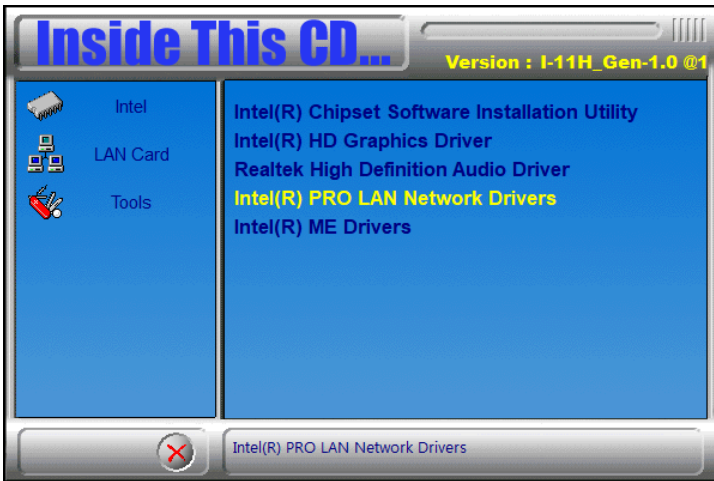 Inside This CD...
Version : I-11H_Gen-1.0 @1
Intel
LAN Card
Tools
Intel(R) Chipset Software Installation Utility
Intel(R) HD Graphics Driver
Realtek High Definition Audio Driver
Intel(R) PRO LAN Network Drivers
Intel(R) ME Drivers
Intel(R) PRO LAN Network Drivers